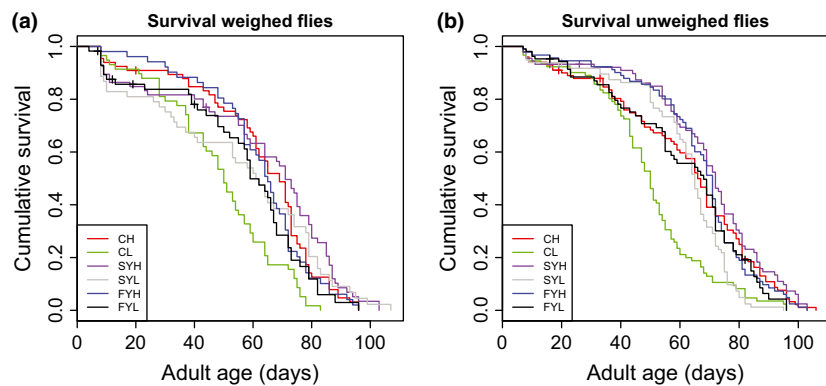 (a)
Survival weighed flies
Cumulative survival
1.0
0.8
0.6
0.4
0.2
0.0
CH
CL
SYH
SYL
FYH
FYL
0 20 40 60 80 100
Adult age (days)
(b)
Survival unweighed flies
Cumulative survival
1.0
0.8
0.6
0.4
0.2
0.0
CH
CL
SYH
SYL
FYH
FYL
0 20 40 60 80 100
Adult age (days)